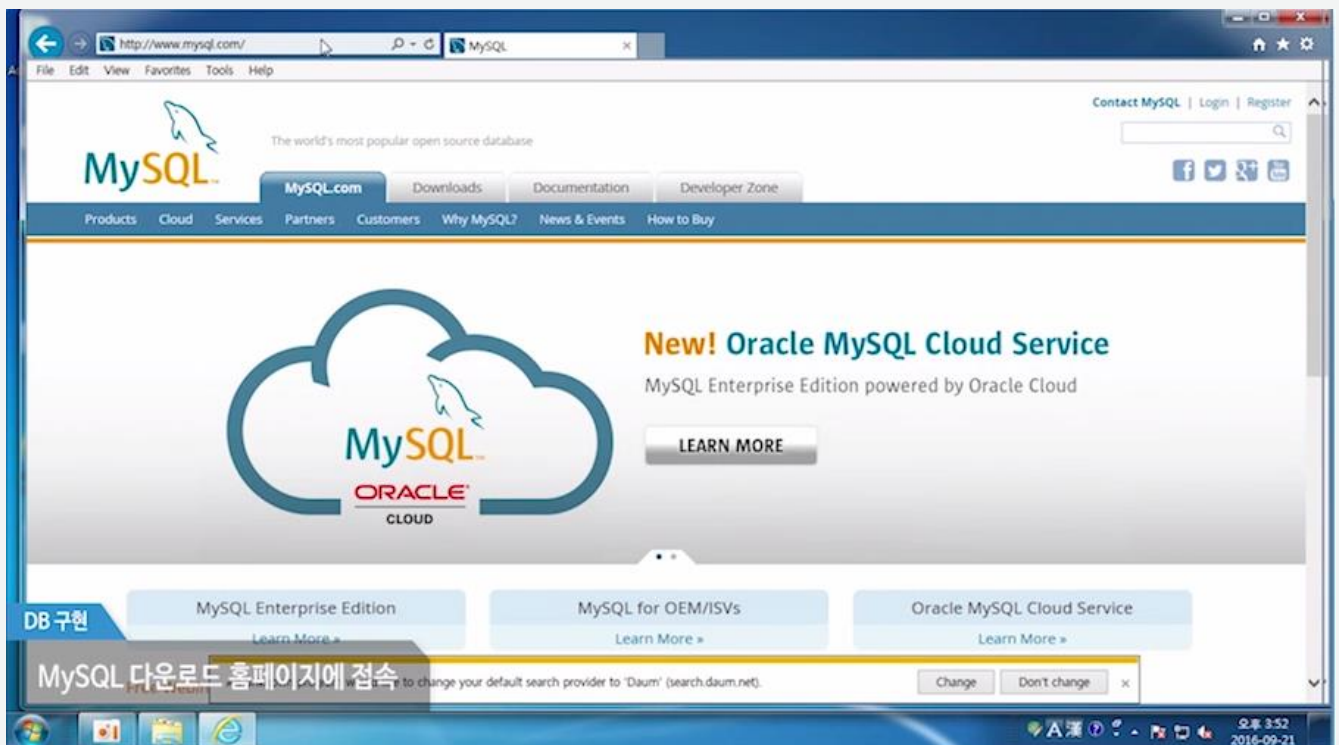 http://www.mysql.com/
MySQL
File Edit View Favorites Tools Help
Contact MySQL | Login | Register
MySQL
The world's most popular open source database
MySQL.com Downloads Documentation Developer Zone
Products Cloud Services Partners Customers Why MySQL? News & Events How to Buy
New! Oracle MySQL Cloud Service
MySQL Enterprise Edition powered by Oracle Cloud
LEARN MORE
MySQL
ORACLE
CLOUD
MySQL Enterprise Edition
Learn More »
MySQL for OEM/ISVs
Learn More »
Oracle MySQL Cloud Service
Learn More »
DB 구현
MySQL 다운로드 홈페이지에 접속
to change your default search provider to 'Daum' (search.daum.net).
Change Don't change
A 漢
오후 3:52
2016-09-21